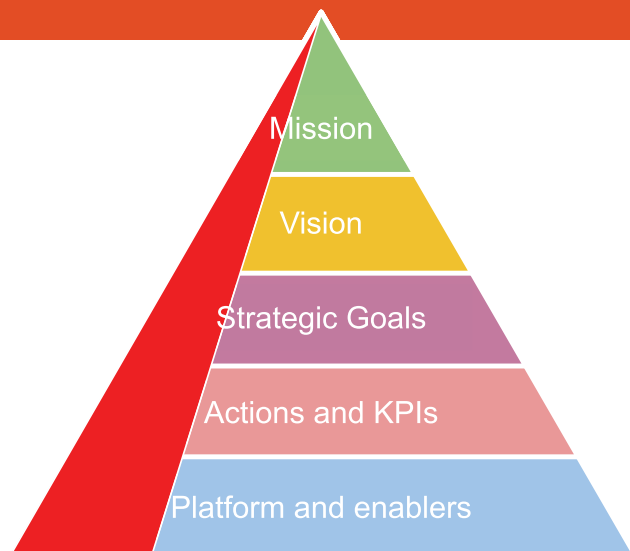 Mission
Vision
Strategic Goals
Actions and KPIs
Platform and enablers